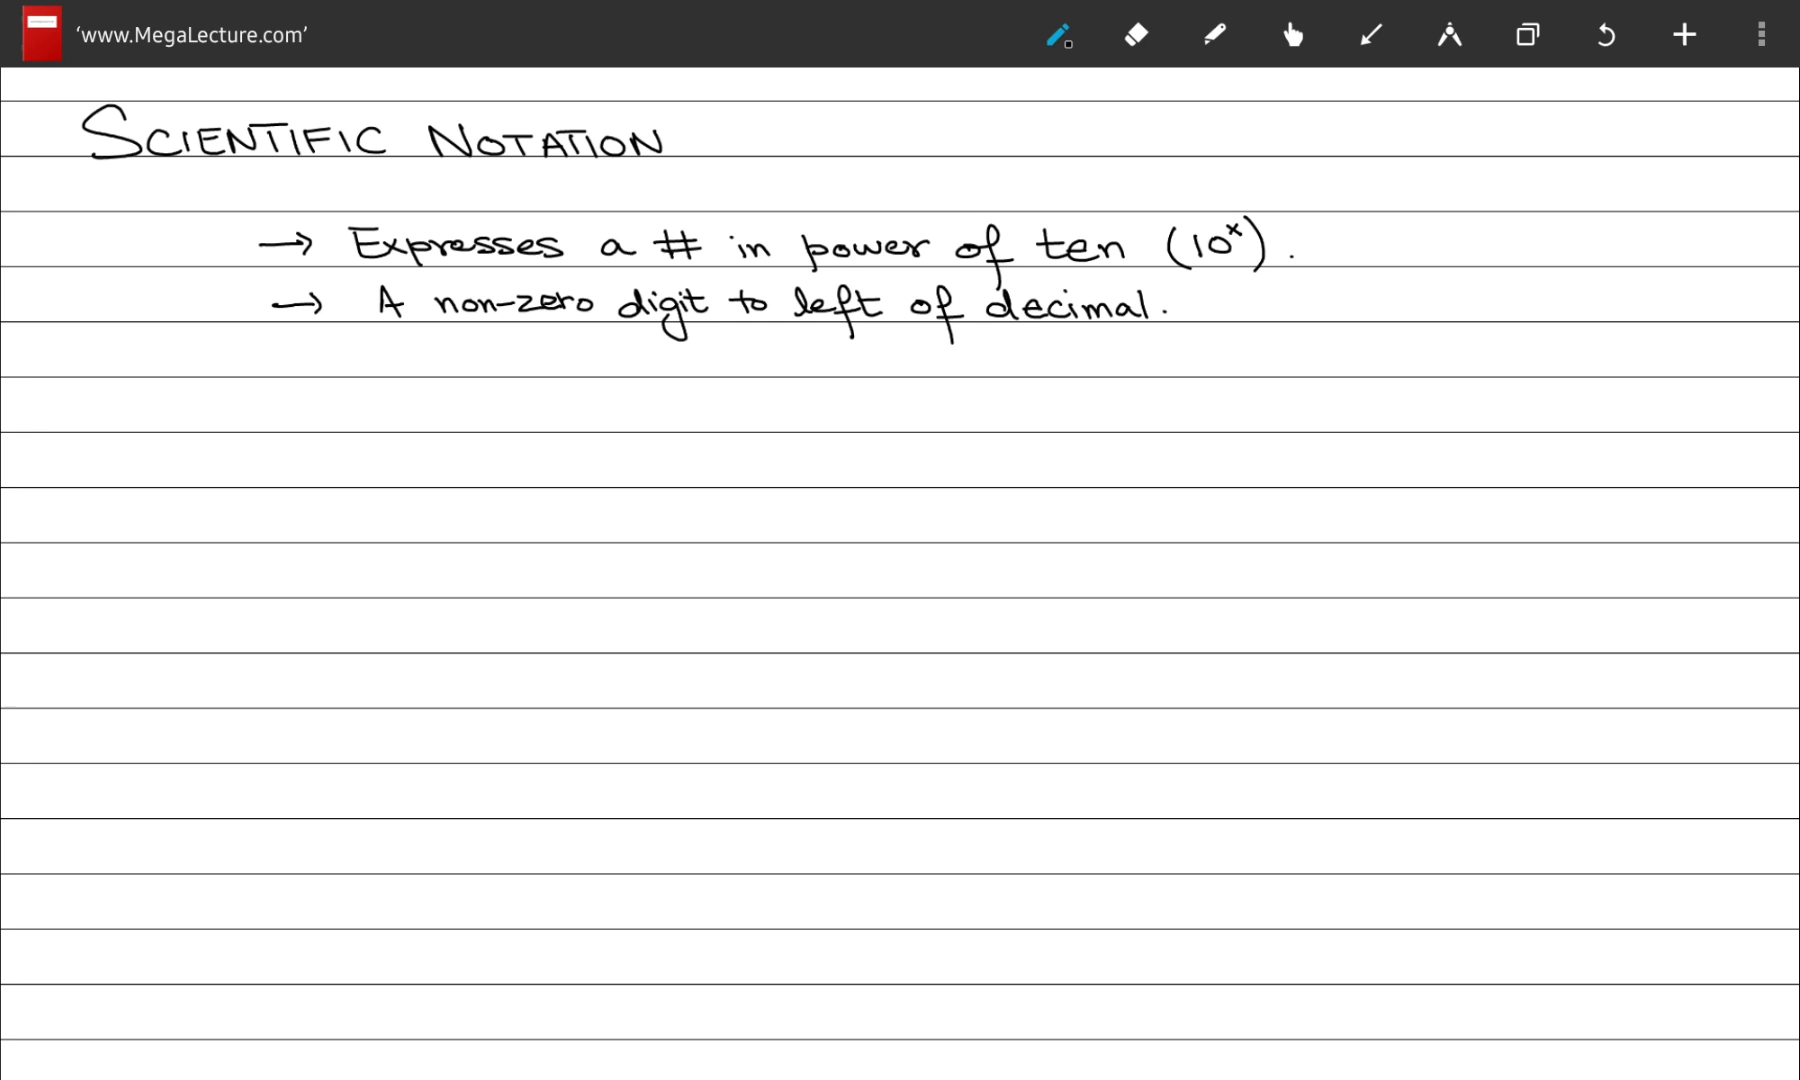 ‘www.MegaLecture.com’
SCIENTIFIC NOTATION
→ Expresses a # in power of ten (10ˣ).
→ A non-zero digit to left of decimal.